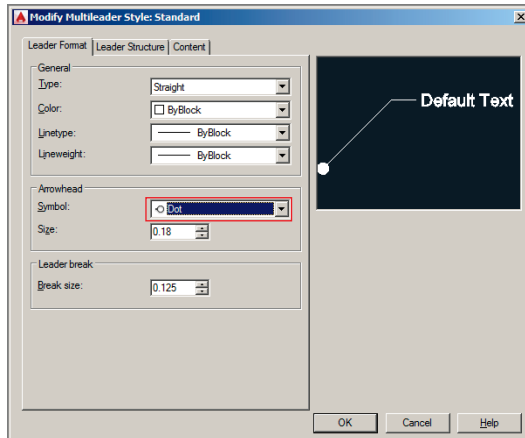 Modify Multileader Style: Standard
Leader Format Leader Structure Content
General
Type: Straight
Color: ByBlock
Linetype: ByBlock
Lineweight: ByBlock
Arrowhead
Symbol: Dot
Size: 0.18
Leader break
Break size: 0.125
Default Text
OK Cancel Help